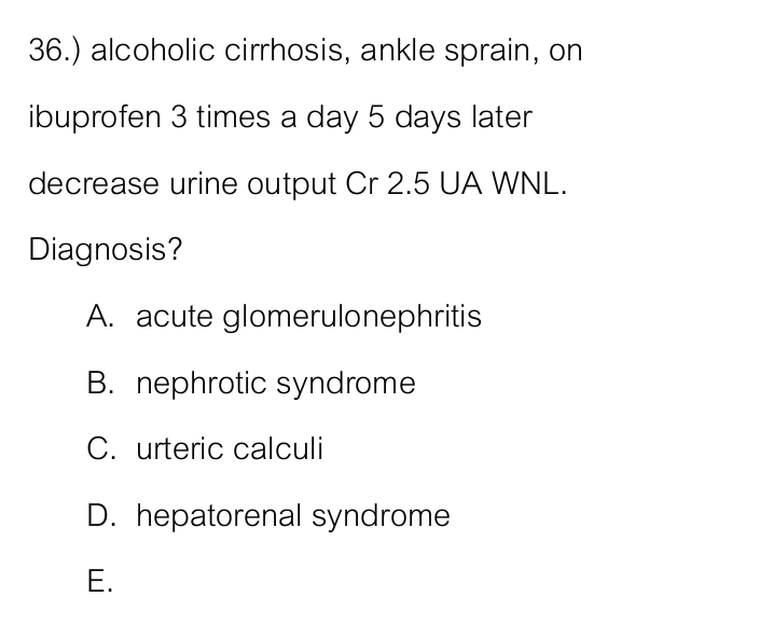 36.) alcoholic cirrhosis, ankle sprain, on
ibuprofen 3 times a day 5 days later
decrease urine output Cr 2.5 UA WNL.
Diagnosis?
A. acute glomerulonephritis
B. nephrotic syndrome
C. urteric calculi
D. hepatorenal syndrome
E.